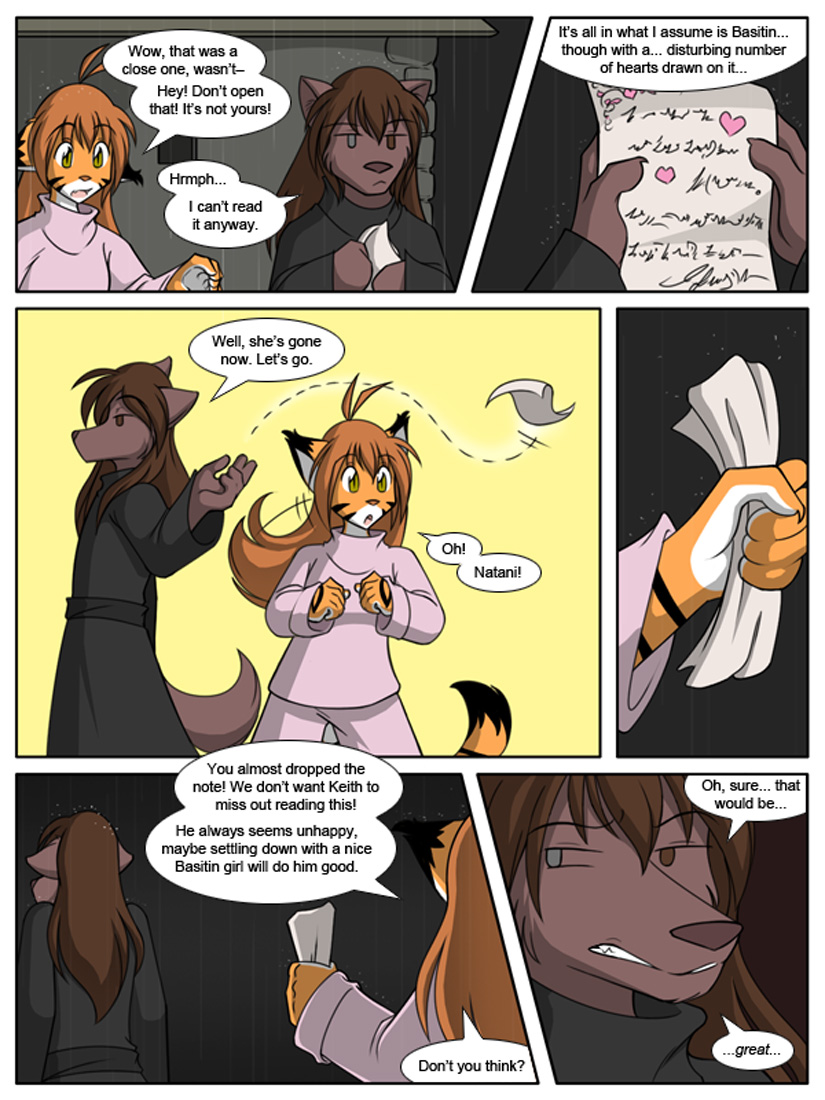 Wow, that was a
close one, wasn't–
Hey! Don't open
that! It's not yours!
Hrmph...
I can't read
it anyway.
It's all in what I assume is Basitin...
though with a... disturbing number
of hearts drawn on it...
Well, she's gone
now. Let's go.
Oh!
Natani!
You almost dropped the
note! We don't want Keith to
miss out reading this!
He always seems unhappy,
maybe settling down with a nice
Basitin girl will do him good.
Don't you think?
Oh, sure... that
would be...
...great...